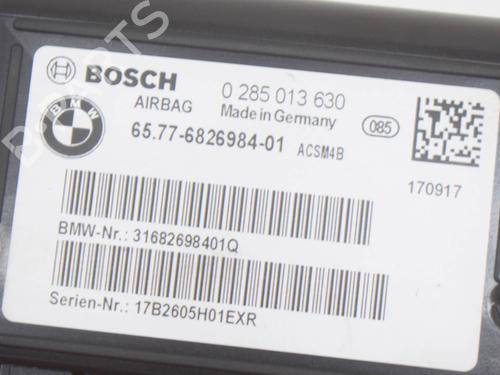 BOSCH
AIRBAG
0 285 013 630
Made in Germany
BMW
65.77-6826984-01 ACSM4B
085
170917
BMW-Nr.: 31682698401Q
Serien-Nr.: 17B2605H01EXR